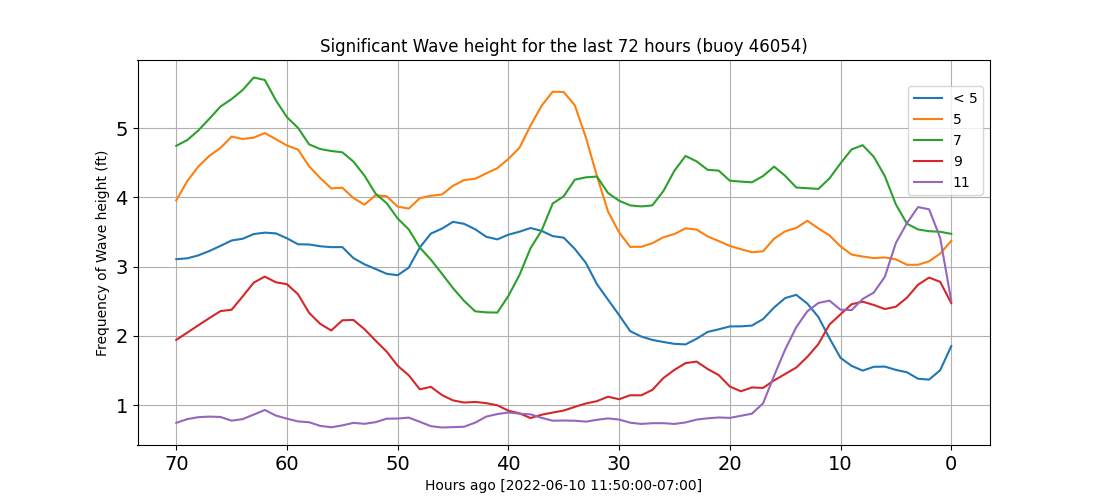 Significant Wave height for the last 72 hours (buoy 46054)
Frequency of Wave height (ft)
5
4
3
2
1
< 5
5
7
9
11
70 60 50 40 30 20 10 0
Hours ago [2022-06-10 11:50:00-07:00]